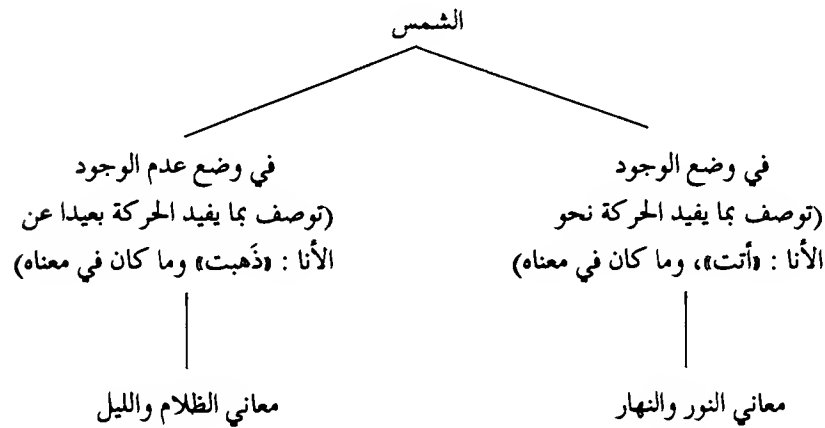 الشمس
في وضع الوجود
(توصف بما يفيد الحركة نحو
الأنا : «أتت»، وما كان في معناه)
معاني النور والنهار
في وضع عدم الوجود
(توصف بما يفيد الحركة بعيدا عن
الأنا : «ذَهبت» وما كان في معناه)
معاني الظلام والليل